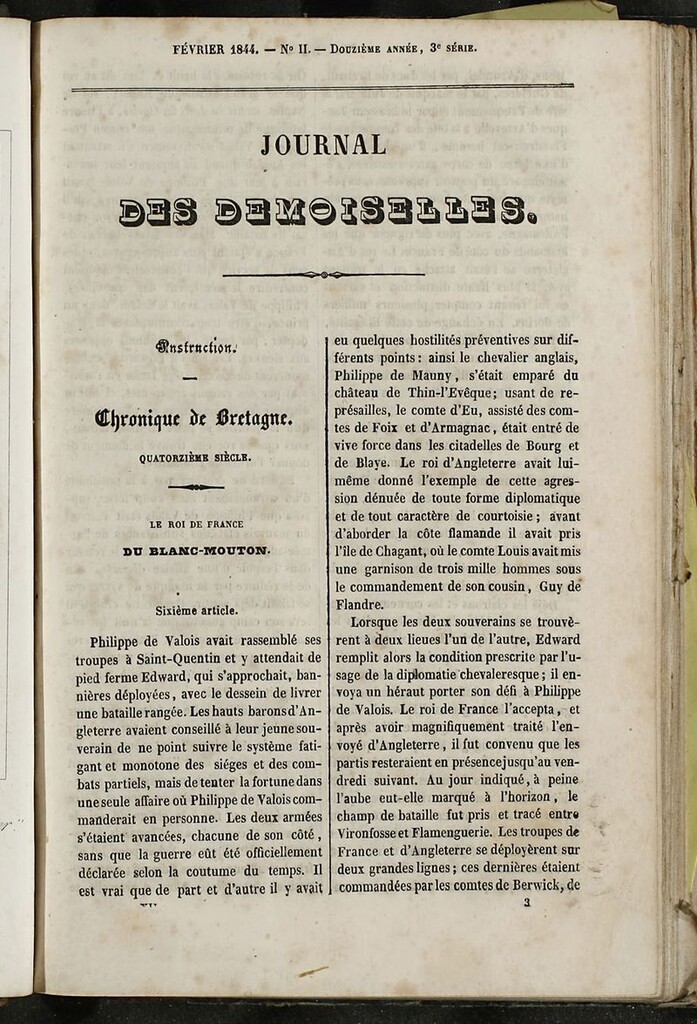 FÉVRIER 1844. — No II. — DOUZIÈME ANNÉE, 3e SÉRIE.
JOURNAL
DES DEMOISELLES.
Instruction.
Chronique de Bretagne.
QUATORZIÈME SIÈCLE.
LE ROI DE FRANCE
DU BLANC-MOUTON.
Sixième article.
Philippe de Valois avait rassemblé ses
troupes à Saint-Quentin et y attendait de
pied ferme Edward, qui s'approchait, ban-
nières déployées, avec le dessein de livrer
une bataille rangée. Les hauts barons d'An-
gleterre avaient conseillé à leur jeune sou-
verain de ne point suivre le système fati-
gant et monotone des siéges et des com-
bats partiels, mais de tenter la fortune dans
une seule affaire où Philippe de Valois com-
manderait en personne. Les deux armées
s'étaient avancées, chacune de son côté,
sans que la guerre eût été officiellement
déclarée selon la coutume du temps. Il
est vrai que de part et d'autre il y avait
eu quelques hostilités préventives sur dif-
férents points: ainsi le chevalier anglais,
Philippe de Mauny, s'était emparé du
château de Thin-l'Evêque; usant de re-
présailles, le comte d'Eu, assisté des com-
tes de Foix et d'Armagnac, était entré de
vive force dans les citadelles de Bourg et
de Blaye. Le roi d'Angleterre avait lui-
même donné l'exemple de cette agres-
sion dénuée de toute forme diplomatique
et de tout caractère de courtoisie; avant
d'aborder la côte flamande il avait pris
l'île de Chagant, où le comte Louis avait mis
une garnison de trois mille hommes sous
le commandement de son cousin, Guy de
Flandre.
Lorsque les deux souverains se trouvè-
rent à deux lieues l'un de l'autre, Edward
remplit alors la condition prescrite par l'u-
sage de la diplomatie chevaleresque; il en-
voya un héraut porter son défi à Philippe
de Valois. Le roi de France l'accepta, et
après avoir magnifiquement traité l'en-
voyé d'Angleterre, il fut convenu que les
partis resteraient en présence jusqu'au ven-
dredi suivant. Au jour indiqué, à peine
l'aube eut-elle marqué à l'horizon, le
champ de bataille fut pris et tracé entre
Vironfosse et Flamenguerie. Les troupes de
France et d'Angleterre se déployèrent sur
deux grandes lignes; ces dernières étaient
commandées par les comtes de Berwick, de
3